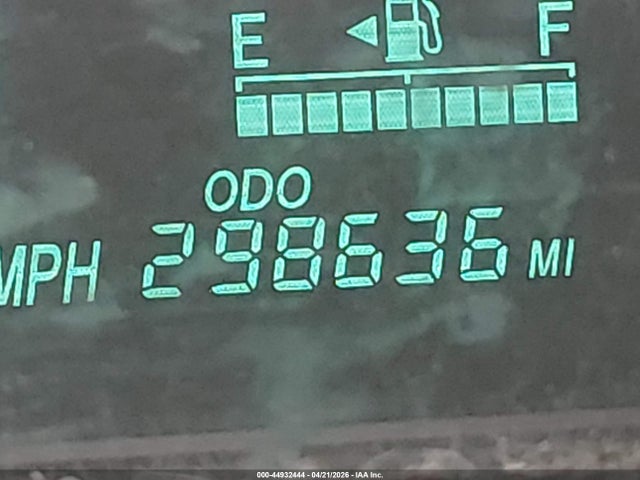 E F
ODO
MPH 298636 MI
000-44932444 - 04/21/2026 - IAA Inc.